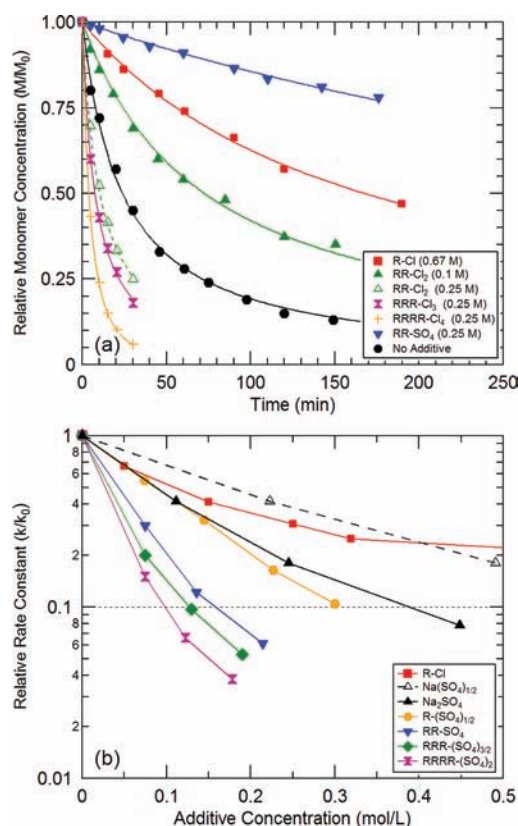 1.00
0.75
0.50
0.25
0
Relative Monomer Concentration (M/M₀)
R-Cl (0.67 M)
RR-Cl₂ (0.1 M)
RR-Cl₂ (0.25 M)
RRR-Cl₃ (0.25 M)
RRRR-Cl₄ (0.25 M)
RR-SO₄ (0.25 M)
No Additive
(a)
0 50 100 150 200 250
Time (min)
1
8
6
4
2
0.1
8
6
4
2
0.01
Relative Rate Constant (k/k₀)
R-Cl
Na(SO₄)₁/₂
Na₂SO₄
R-(SO₄)₁/₂
RR-SO₄
RRR-(SO₄)₃/₂
RRRR-(SO₄)₂
(b)
0 0.1 0.2 0.3 0.4 0.5
Additive Concentration (mol/L)